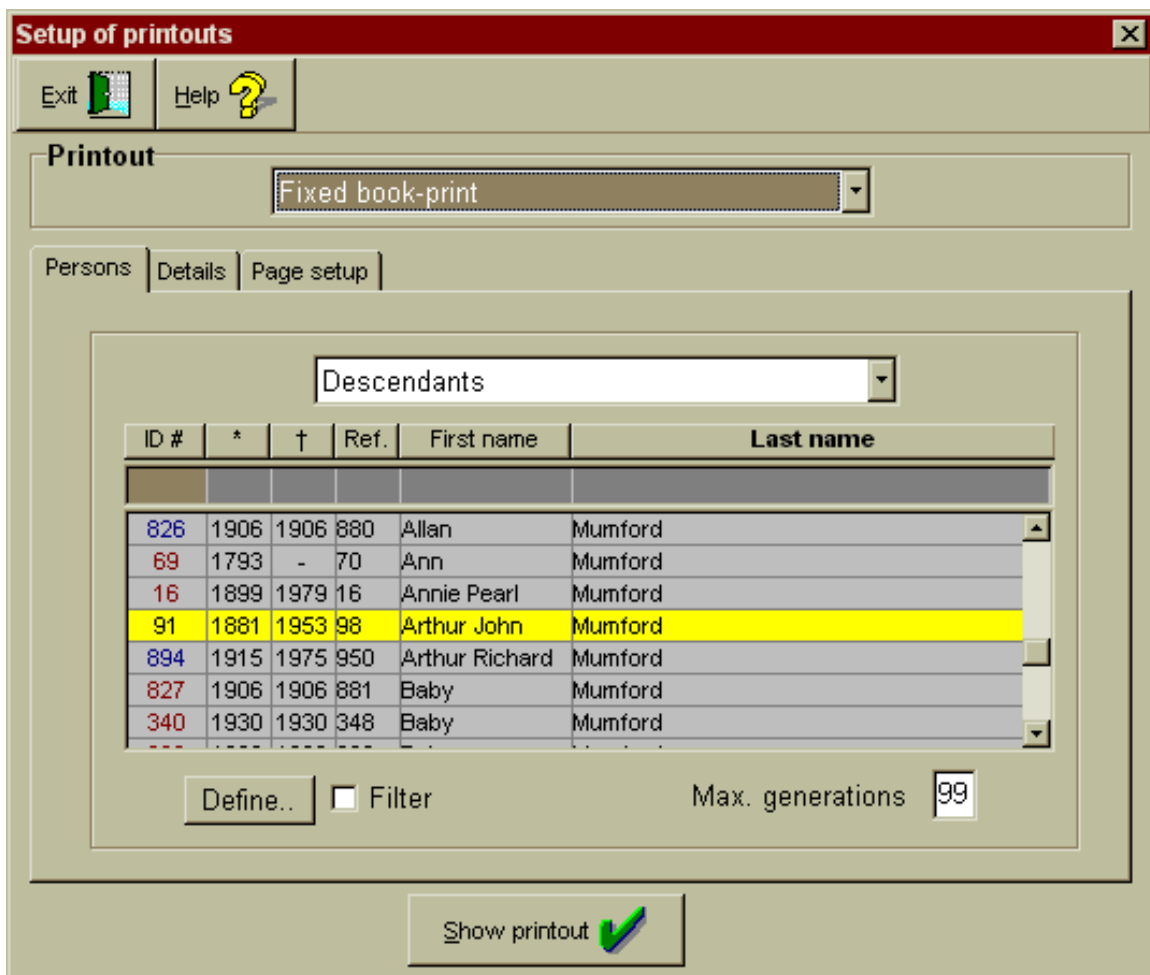 Setup of printouts
Exit Help
Printout
Fixed book-print
Persons Details Page setup
Descendants
ID # * † Ref. First name Last name
826 1906 1906 880 Allan Mumford
69 1793 - 70 Ann Mumford
16 1899 1979 16 Annie Pearl Mumford
91 1881 1953 98 Arthur John Mumford
894 1915 1975 950 Arthur Richard Mumford
827 1906 1906 881 Baby Mumford
340 1930 1930 348 Baby Mumford
Define.. Filter Max. generations 99
Show printout